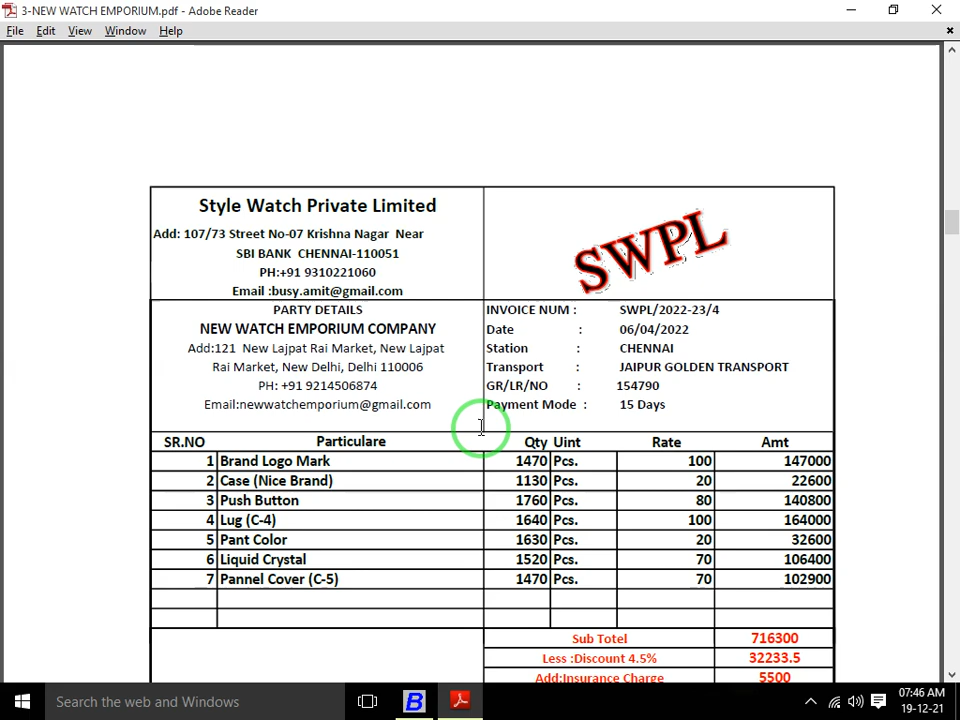 3-NEW WATCH EMPORIUM.pdf - Adobe Reader
File Edit View Window Help
Style Watch Private Limited
Add: 107/73 Street No-07 Krishna Nagar Near
SBI BANK CHENNAI-110051
PH:+91 9310221060
Email :busy.amit@gmail.com
SWPL
PARTY DETAILS
NEW WATCH EMPORIUM COMPANY
Add:121 New Lajpat Rai Market, New Lajpat
Rai Market, New Delhi, Delhi 110006
PH: +91 9214506874
Email:newwatchemporium@gmail.com
INVOICE NUM : SWPL/2022-23/4
Date : 06/04/2022
Station : CHENNAI
Transport : JAIPUR GOLDEN TRANSPORT
GR/LR/NO : 154790
Payment Mode : 15 Days
SR.NO Particulare Qty Uint Rate Amt
1 Brand Logo Mark 1470 Pcs. 100 147000
2 Case (Nice Brand) 1130 Pcs. 20 22600
3 Push Button 1760 Pcs. 80 140800
4 Lug (C-4) 1640 Pcs. 100 164000
5 Pant Color 1630 Pcs. 20 32600
6 Liquid Crystal 1520 Pcs. 70 106400
7 Pannel Cover (C-5) 1470 Pcs. 70 102900
Sub Totel 716300
Less :Discount 4.5% 32233.5
Add:Insurance Charge 5500
Search the web and Windows
B
07:46 AM
19-12-21